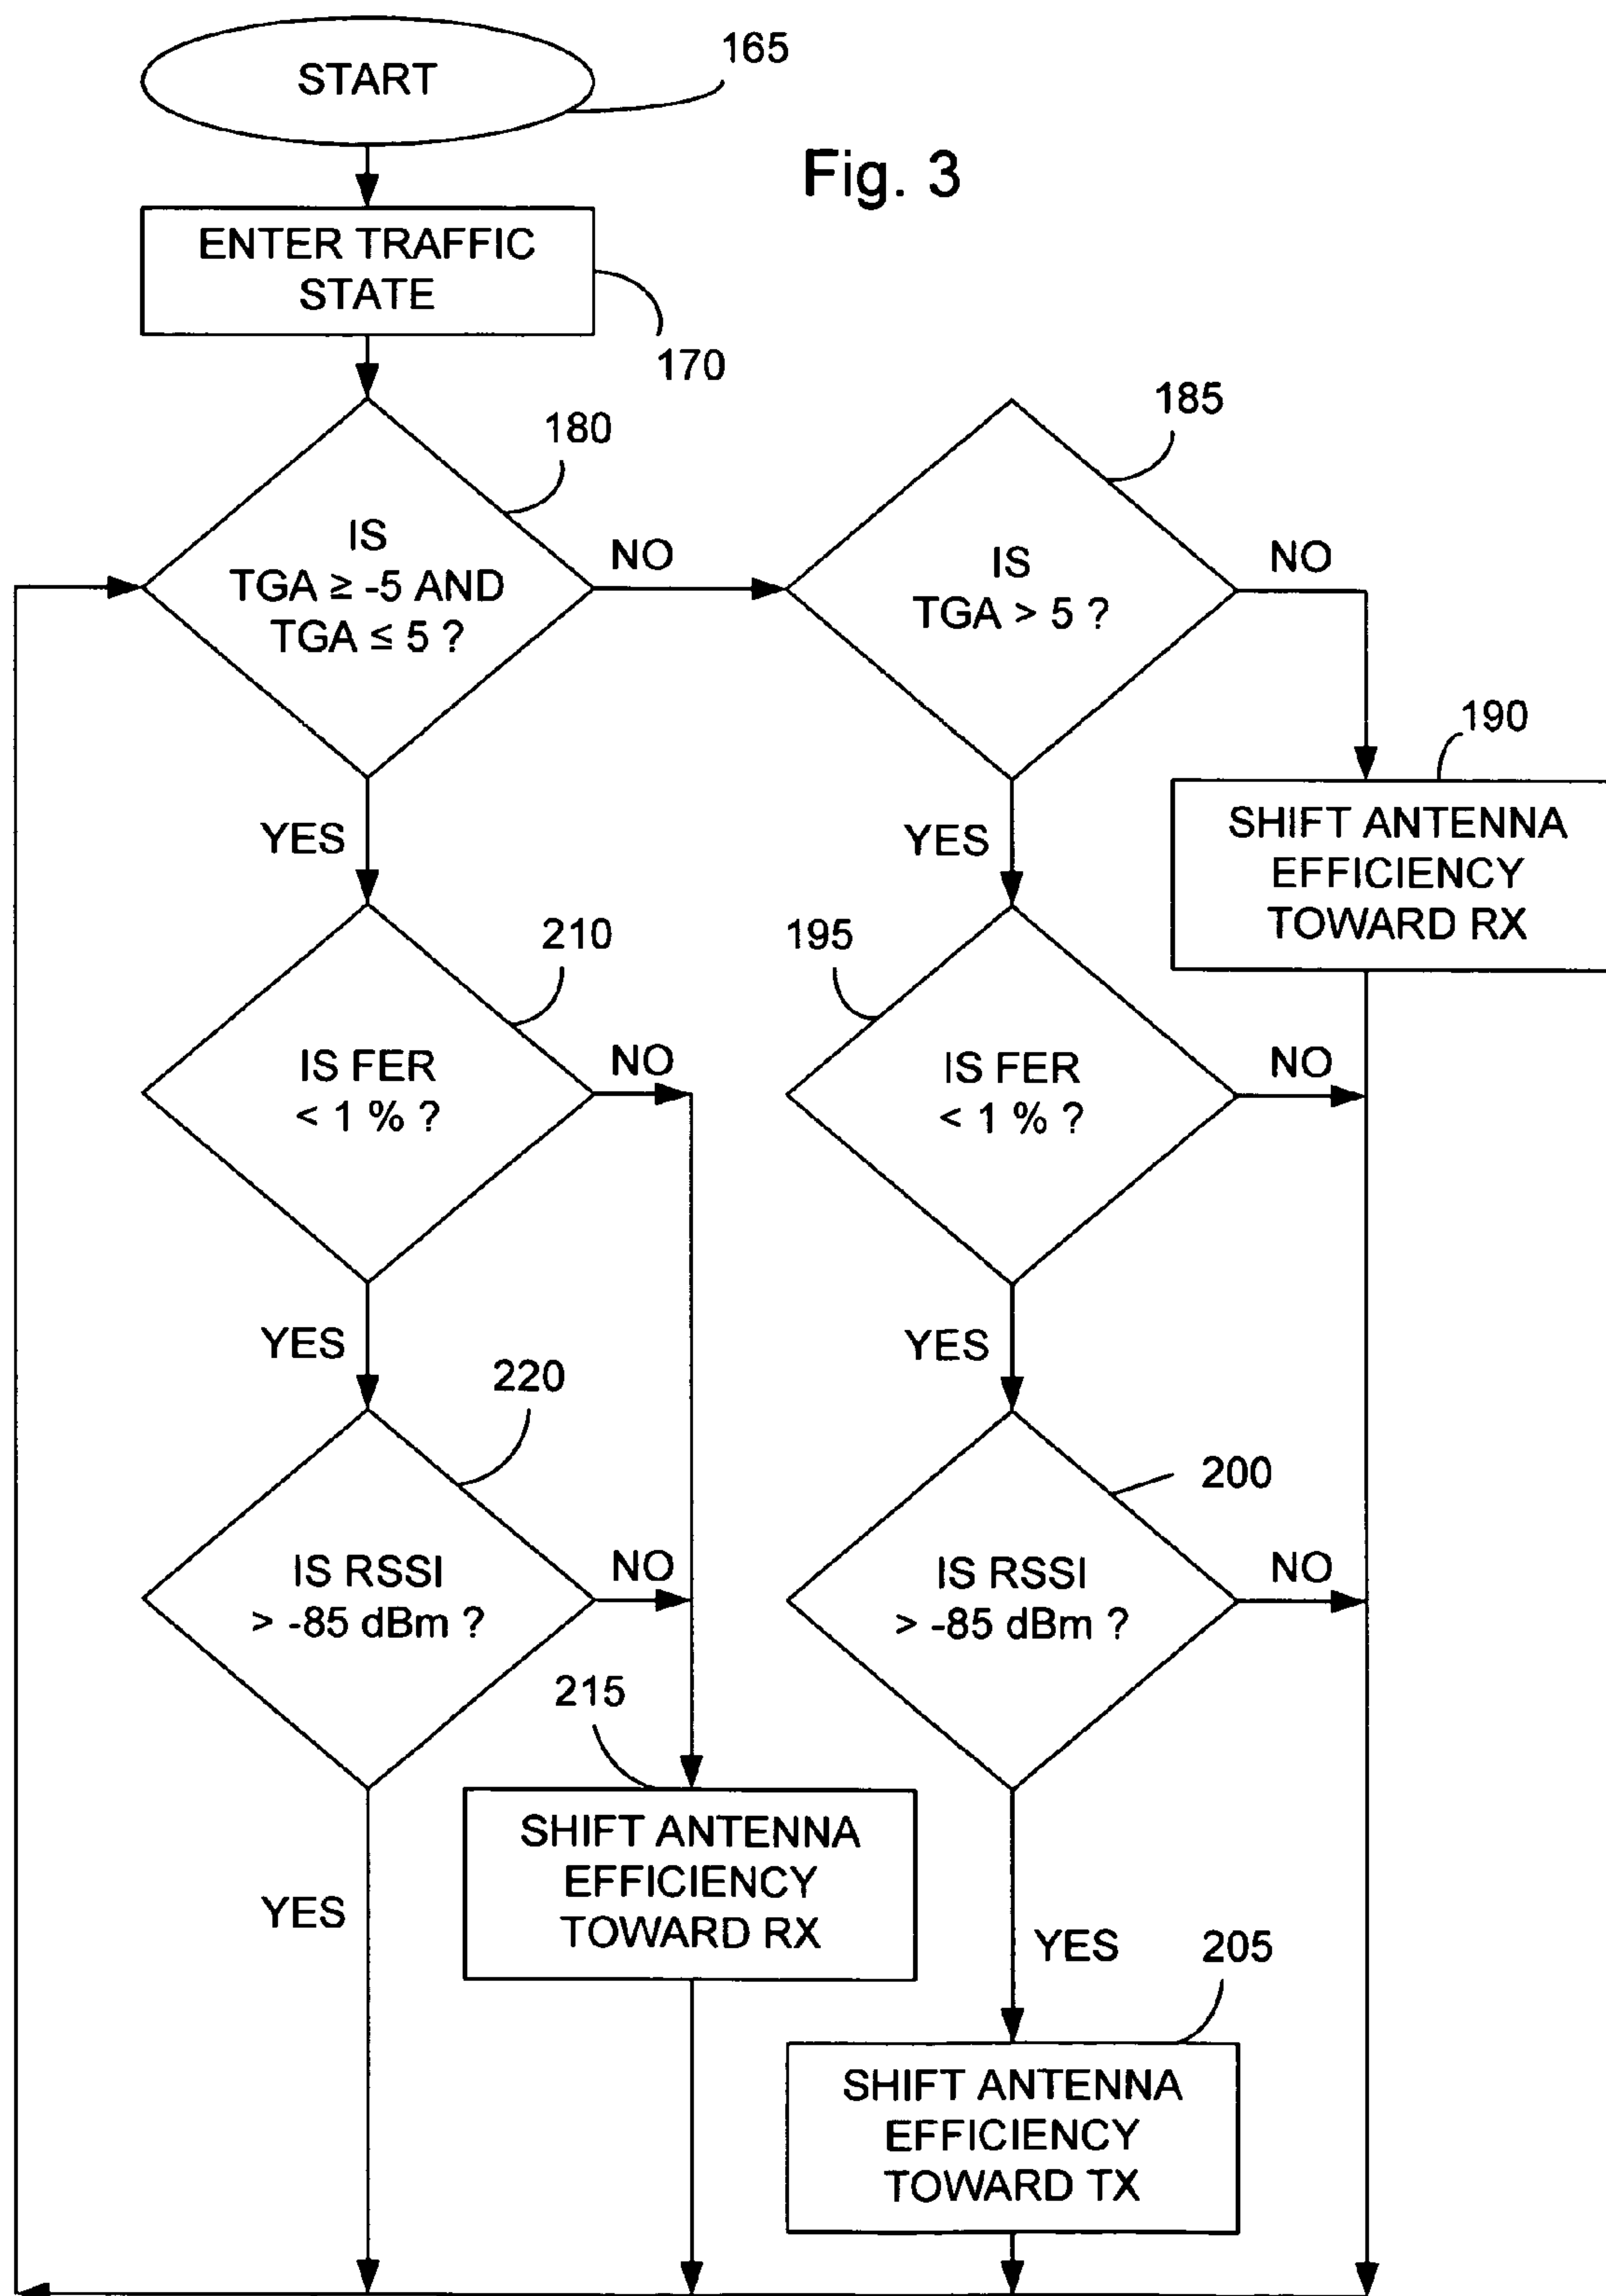 START
165
Fig. 3
ENTER TRAFFIC
STATE
170
180
185
IS
TGA ≥ -5 AND
TGA ≤ 5 ?
NO
IS
TGA > 5 ?
NO
190
YES
YES
SHIFT ANTENNA
EFFICIENCY
TOWARD RX
210
195
IS FER
< 1 % ?
NO
IS FER
< 1 % ?
NO
YES
YES
220
200
IS RSSI
> -85 dBm ?
NO
IS RSSI
> -85 dBm ?
NO
215
SHIFT ANTENNA
EFFICIENCY
TOWARD RX
YES
YES
205
SHIFT ANTENNA
EFFICIENCY
TOWARD TX